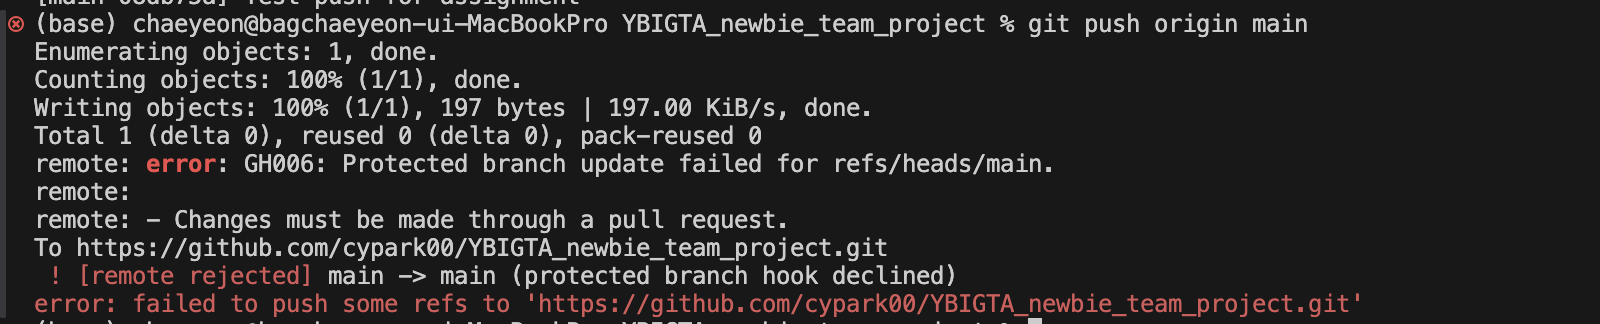 (base) chaeyeon@bagchaeyeon-ui-MacBookPro YBIGTA_newbie_team_project % git push origin main
Enumerating objects: 1, done.
Counting objects: 100% (1/1), done.
Writing objects: 100% (1/1), 197 bytes | 197.00 KiB/s, done.
Total 1 (delta 0), reused 0 (delta 0), pack-reused 0
remote: error: GH006: Protected branch update failed for refs/heads/main.
remote:
remote: - Changes must be made through a pull request.
To https://github.com/cypark00/YBIGTA_newbie_team_project.git
! [remote rejected] main -> main (protected branch hook declined)
error: failed to push some refs to 'https://github.com/cypark00/YBIGTA_newbie_team_project.git'